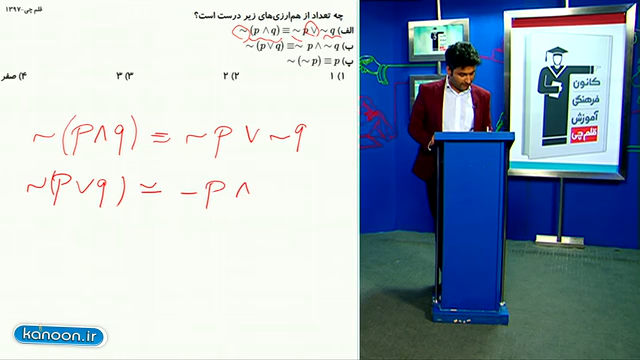 قلم چی-۱۳۹۷
چه تعداد از هم‌ارزی‌های زیر درست است؟
الف) ~(p ∧ q) ≡ ~ p ∨ ~ q
ب) ~(p ∨ q) ≡ ~ p ∧ ~ q
پ) ~(~ p) ≡ p
۱) ۱ ۲) ۲ ۳) ۳ ۴) صفر
~(p∧q) ≡ ~p ∨ ~q
~(p∨q) ≃ –p ∧
کانون
فرهنگی
آموزش
قلم‌چی
kanoon.ir